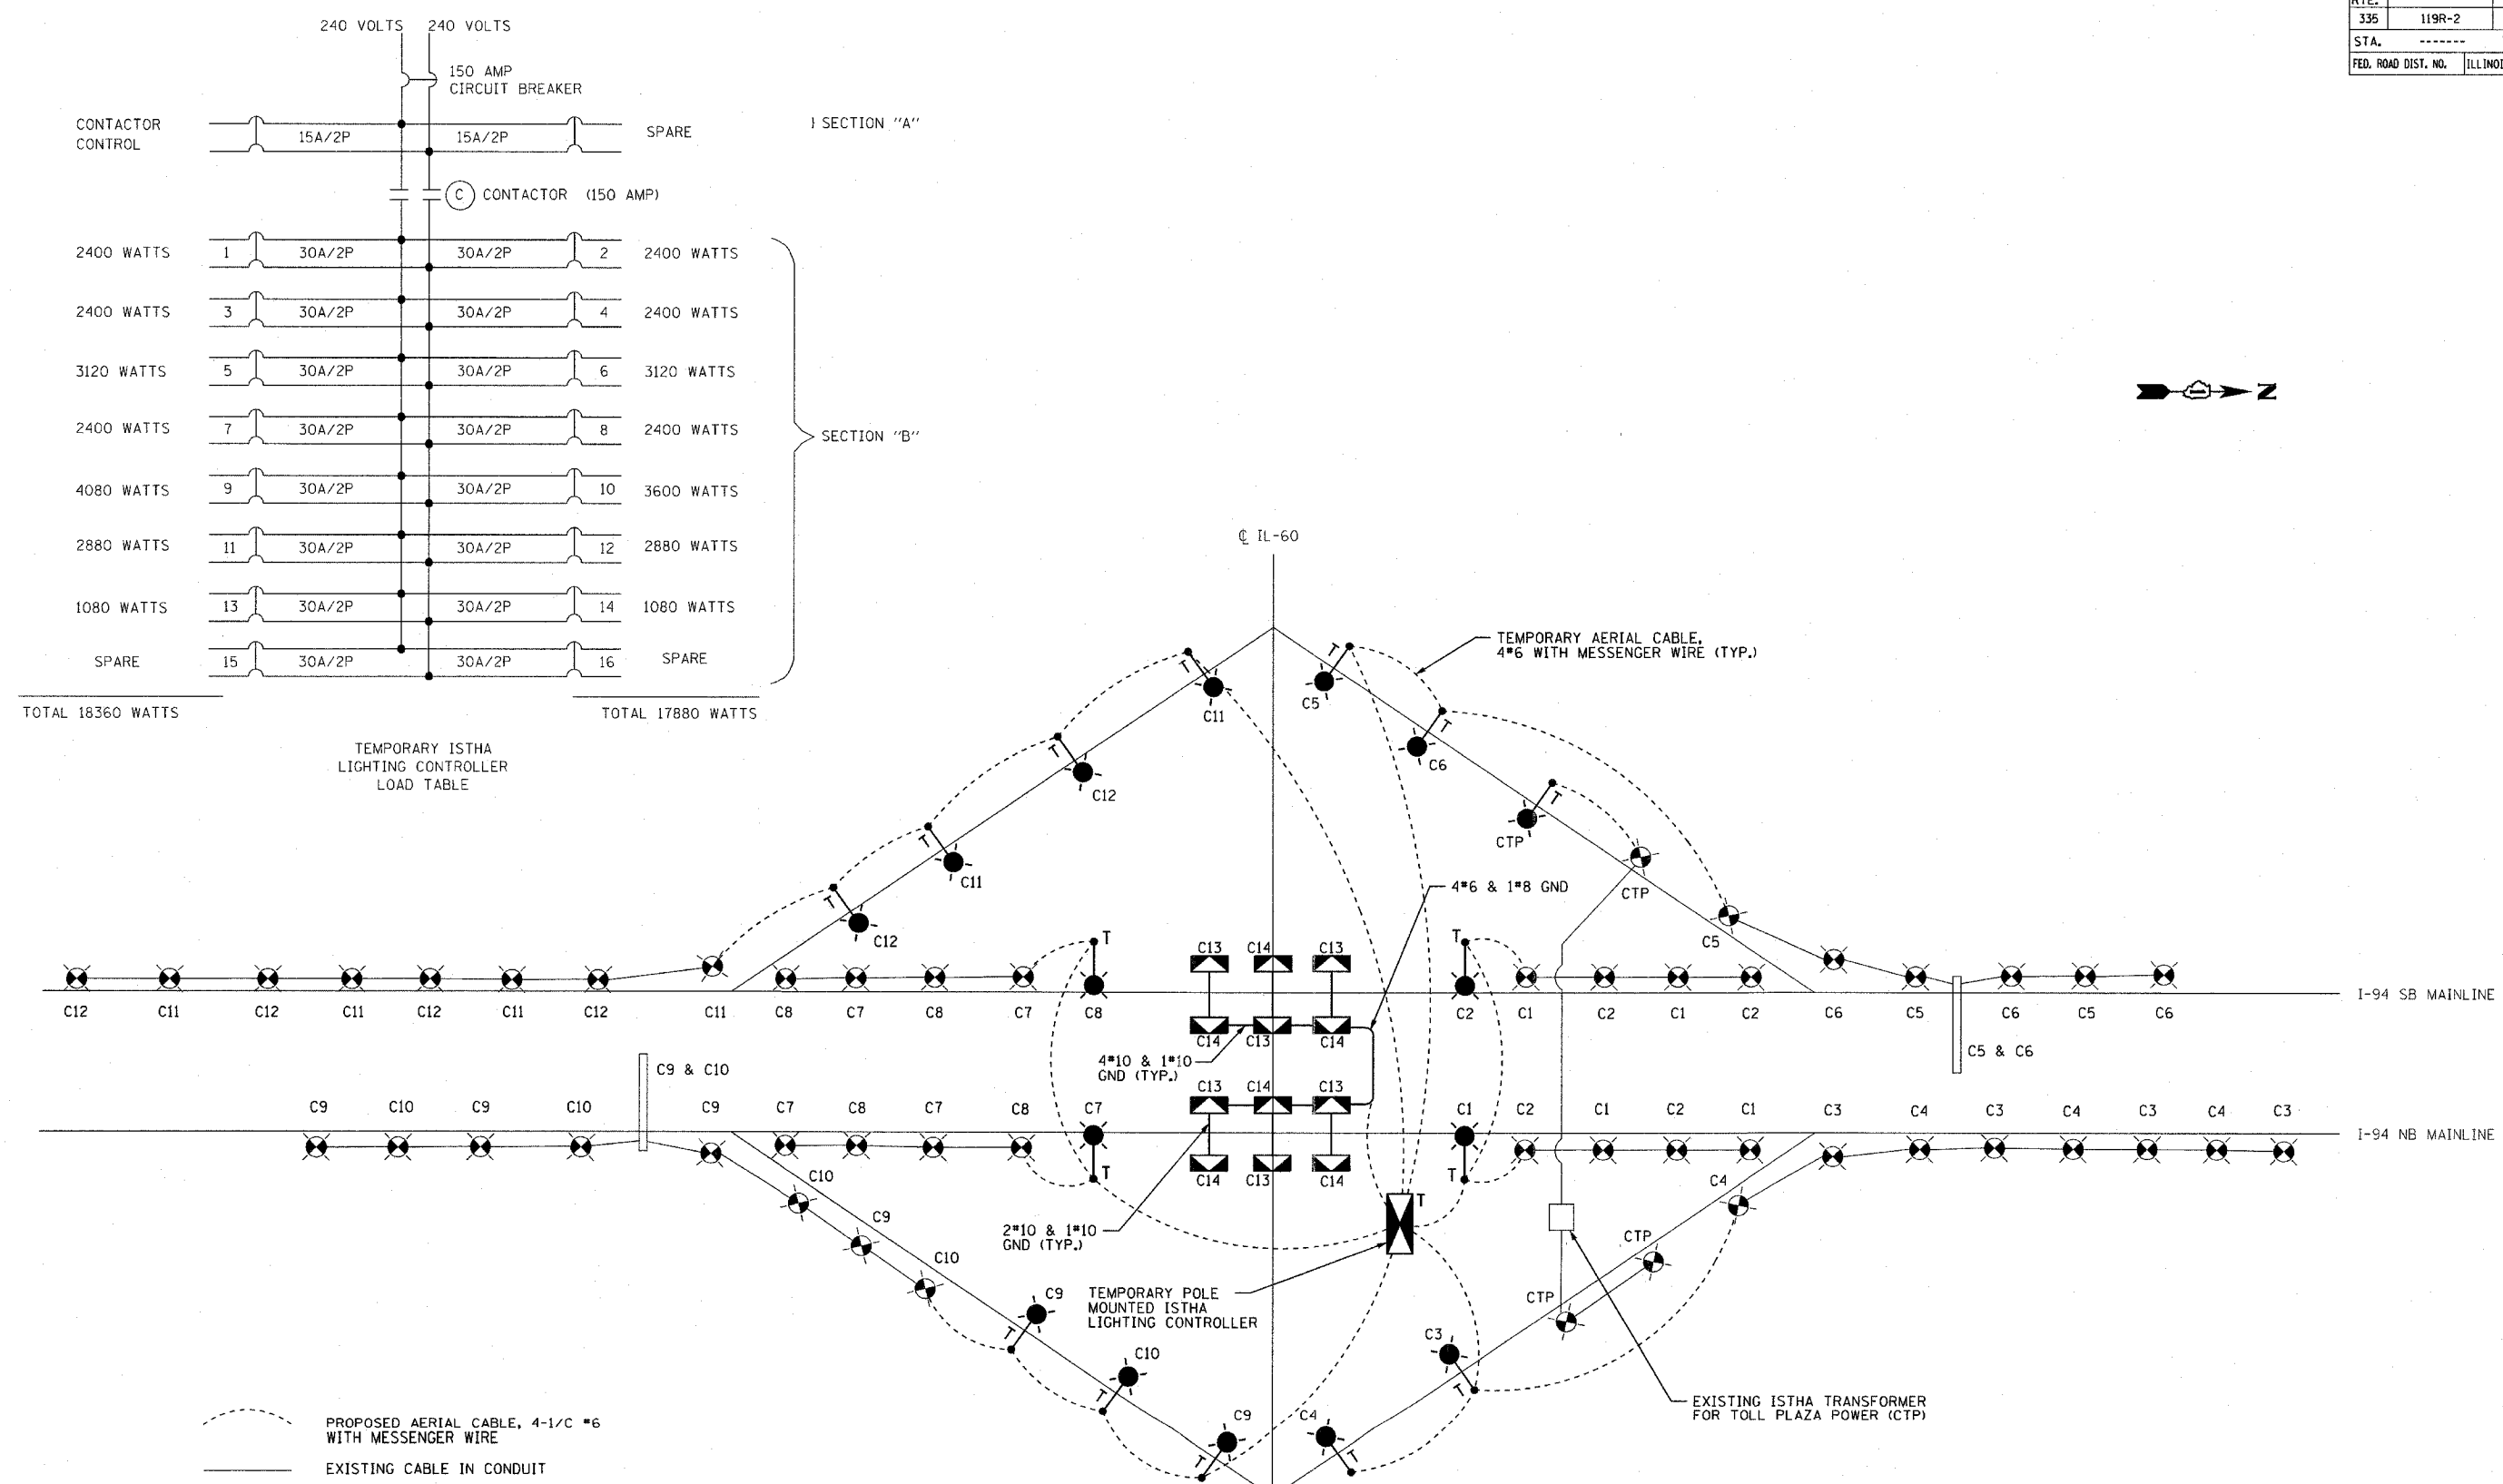 RTE.
335 119R-2
STA. -------
FED. ROAD DIST. NO. ILLINOI
240 VOLTS 240 VOLTS
150 AMP
CIRCUIT BREAKER
CONTACTOR
CONTROL
15A/2P 15A/2P
SPARE
} SECTION "A"
C CONTACTOR (150 AMP)
2400 WATTS 1 30A/2P 30A/2P 2 2400 WATTS
2400 WATTS 3 30A/2P 30A/2P 4 2400 WATTS
3120 WATTS 5 30A/2P 30A/2P 6 3120 WATTS
2400 WATTS 7 30A/2P 30A/2P 8 2400 WATTS
SECTION "B"
4080 WATTS 9 30A/2P 30A/2P 10 3600 WATTS
2880 WATTS 11 30A/2P 30A/2P 12 2880 WATTS
1080 WATTS 13 30A/2P 30A/2P 14 1080 WATTS
SPARE 15 30A/2P 30A/2P 16 SPARE
TOTAL 18360 WATTS TOTAL 17880 WATTS
TEMPORARY ISTHA
LIGHTING CONTROLLER
LOAD TABLE
N
℄ IL-60
TEMPORARY AERIAL CABLE,
4#6 WITH MESSENGER WIRE (TYP.)
T T
C11 C5
T T
C12 C6
T T
C11 CTP
CTP
T
C12
4#6 & 1#8 GND
C5
T T
C13 C14 C13
C12 C11 C12 C11 C12 C11 C12 C11 C8 C7 C8 C7 C8 C2 C1 C2 C1 C2 C6 C5 C6 C5 C6
I-94 SB MAINLINE
C14 C13 C14
4#10 & 1#10
GND (TYP.)
C5 & C6
C9 & C10
C13 C14 C13
C9 C10 C9 C10 C9 C7 C8 C7 C8 C7 C1 C2 C1 C2 C1 C3 C4 C3 C4 C3 C4 C3
I-94 NB MAINLINE
T T
C14 C13 C14
C10 C4
T
C9
2#10 & 1#10
GND (TYP.)
C10 CTP
TEMPORARY POLE
MOUNTED ISTHA
LIGHTING CONTROLLER
C9 CTP
T
C3
C10 T
T
EXISTING ISTHA TRANSFORMER
FOR TOLL PLAZA POWER (CTP)
C9 C4
T T
PROPOSED AERIAL CABLE, 4-1/C #6
WITH MESSENGER WIRE
EXISTING CABLE IN CONDUIT